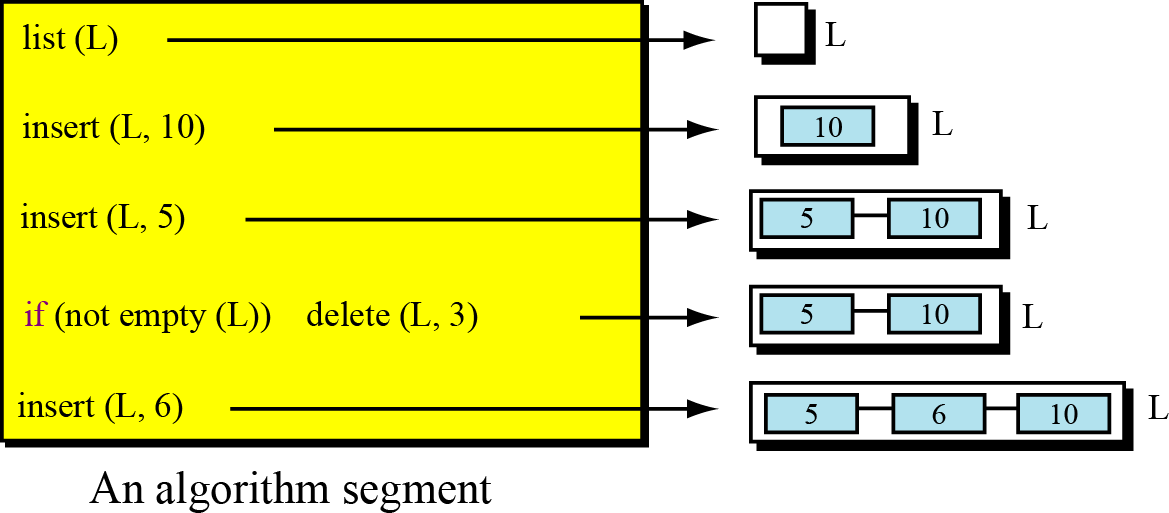 list (L) L
insert (L, 10) 10 L
insert (L, 5) 5 10 L
if (not empty (L)) delete (L, 3) 5 10 L
insert (L, 6) 5 6 10 L
An algorithm segment